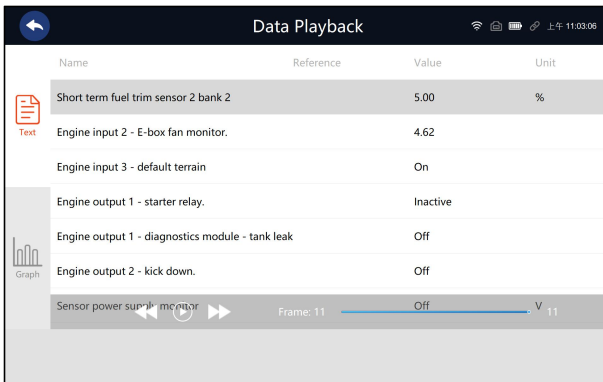 Data Playback
上午 11:03:06
Name Reference Value Unit
Short term fuel trim sensor 2 bank 2 5.00 %
Text
Engine input 2 - E-box fan monitor. 4.62
Engine input 3 - default terrain On
Engine output 1 - starter relay. Inactive
Engine output 1 - diagnostics module - tank leak Off
Graph
Engine output 2 - kick down. Off
Sensor power supply monitor Off V
Frame: 11 11